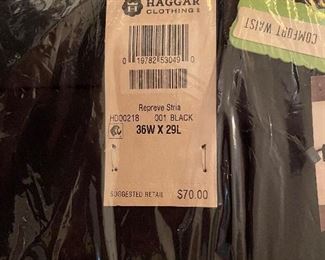 HAGGAR
CLOTHING
0 19782 53049 0
Repreve Stria
HD00218 001 BLACK
36W X 29L
SUGGESTED RETAIL $70.00
COMFORT WAIST